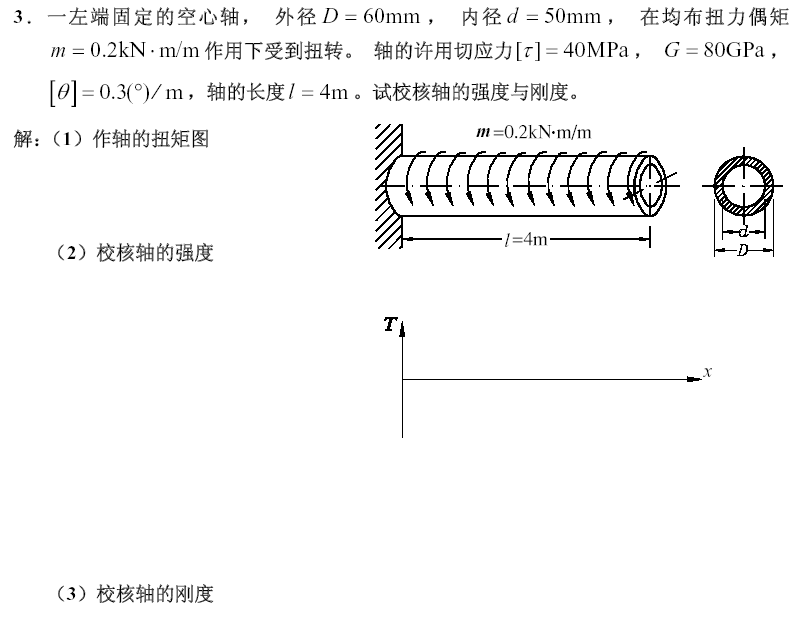 3．一左端固定的空心轴， 外径 D = 60mm ， 内径 d = 50mm ， 在均布扭力偶矩
m = 0.2kN · m/m 作用下受到扭转。 轴的许用切应力[τ] = 40MPa ， G = 80GPa ，
[θ] = 0.3(°)/ m ，轴的长度 l = 4m 。试校核轴的强度与刚度。
解：（1）作轴的扭矩图
m =0.2kN·m/m
l=4m
d
D
（2）校核轴的强度
T
x
（3）校核轴的刚度